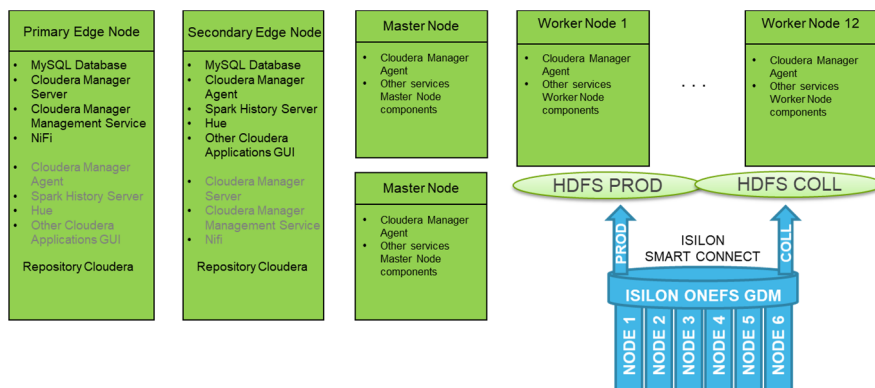 Primary Edge Node
MySQL Database
Cloudera Manager
Server
Cloudera Manager
Management Service
NiFi
Cloudera Manager
Agent
Spark History Server
Hue
Other Cloudera
Applications GUI
Repository Cloudera
Secondary Edge Node
MySQL Database
Cloudera Manager
Agent
Spark History Server
Hue
Other Cloudera
Applications GUI
Cloudera Manager
Server
Cloudera Manager
Management Service
Nifi
Repository Cloudera
Master Node
Cloudera Manager
Agent
Other services
Master Node
components
Master Node
Cloudera Manager
Agent
Other services
Master Node
components
Worker Node 1
Cloudera Manager
Agent
Other services
Worker Node
components
. . .
Worker Node 12
Cloudera Manager
Agent
Other services
Worker Node
components
HDFS PROD
HDFS COLL
PROD
ISILON
SMART CONNECT
COLL
ISILON ONEFS GDM
NODE 1
NODE 2
NODE 3
NODE 4
NODE 5
NODE 6